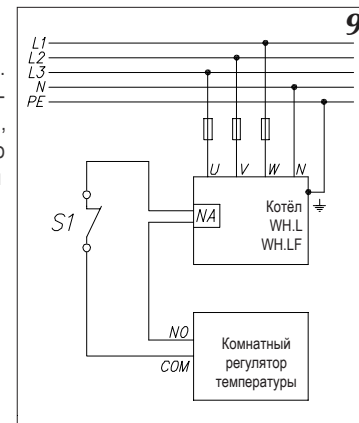 9
L1
L2
L3
N
PE
U V W N
S1
NA
Котёл
WH.L
WH.LF
NO
COM
Комнатный
регулятор
температуры